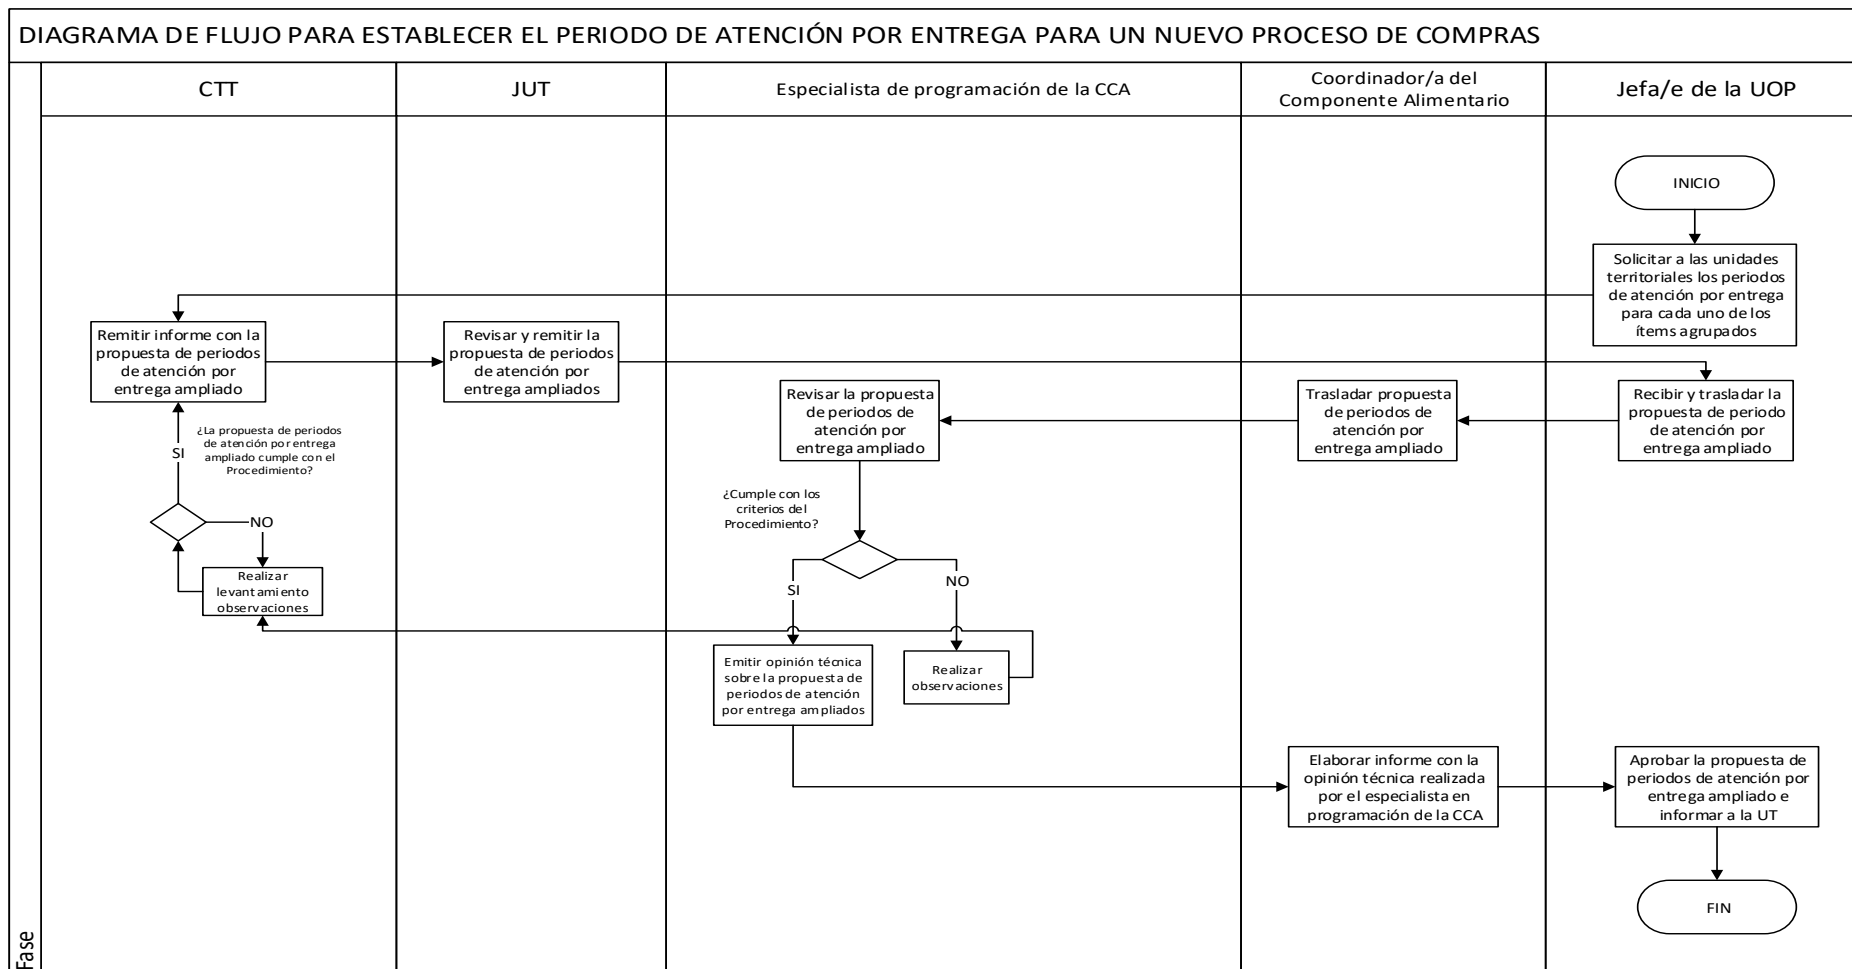 DIAGRAMA DE FLUJO PARA ESTABLECER EL PERIODO DE ATENCIÓN POR ENTREGA PARA UN NUEVO PROCESO DE COMPRAS
Fase
CTT
JUT
Especialista de programación de la CCA
Coordinador/a del
Componente Alimentario
Jefa/e de la UOP
INICIO
Solicitar a las unidades
territoriales los periodos
de atención por entrega
para cada uno de los
ítems agrupados
Remitir informe con la
propuesta de periodos
de atención por
entrega ampliado
Revisar y remitir la
propuesta de periodos
de atención por
entrega ampliados
Recibir y trasladar la
propuesta de periodo
de atención por
entrega ampliado
Trasladar propuesta
de periodos de
atención por
entrega ampliado
Revisar la propuesta
de periodos de
atención por
entrega ampliado
¿Cumple con los
criterios del
Procedimiento?
SI
NO
Realizar
observaciones
Emitir opinión técnica
sobre la propuesta de
periodos de atención
por entrega ampliados
¿La propuesta de periodos
de atención por entrega
ampliado cumple con el
Procedimiento?
SI
NO
Realizar
levantamiento
observaciones
Elaborar informe con la
opinión técnica realizada
por el especialista en
programación de la CCA
Aprobar la propuesta de
periodos de atención por
entrega ampliado e
informar a la UT
FIN